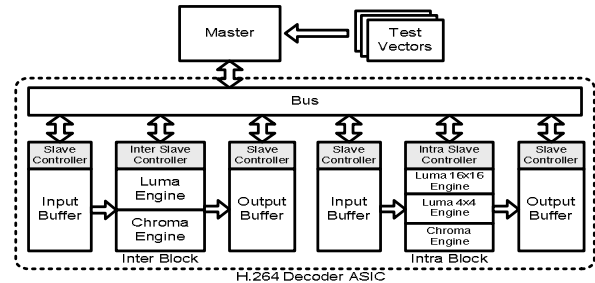 Master
Test
Vectors
Bus
Slave
Controller
Input
Buffer
Inter Slave
Controller
Luma
Engine
Chroma
Engine
Slave
Controller
Output
Buffer
Slave
Controller
Input
Buffer
Intra Slave
Controller
Luma 16x16
Engine
Luma 4x4
Engine
Chroma
Engine
Slave
Controller
Output
Buffer
Inter Block
Intra Block
H.264 Decoder ASIC